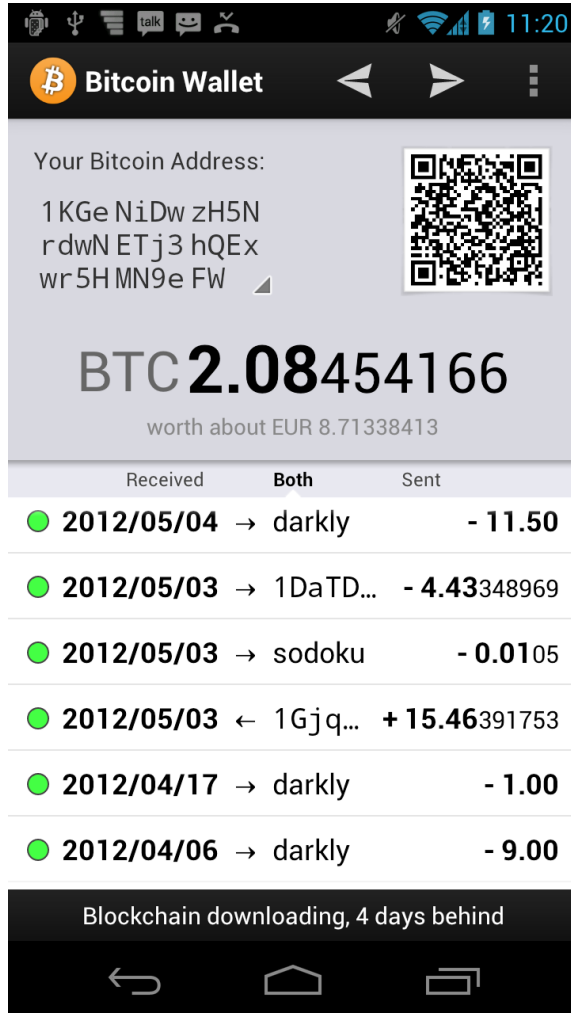 talk
11:20
Bitcoin Wallet
Your Bitcoin Address:
1KGe NiDw zH5N
rdwN ETj3 hQEx
wr5H MN9e FW
BTC 2.08454166
worth about EUR 8.71338413
Received Both Sent
2012/05/04 → darkly - 11.50
2012/05/03 → 1DaTD... - 4.43348969
2012/05/03 → sodoku - 0.0105
2012/05/03 ← 1Gjq... + 15.46391753
2012/04/17 → darkly - 1.00
2012/04/06 → darkly - 9.00
Blockchain downloading, 4 days behind